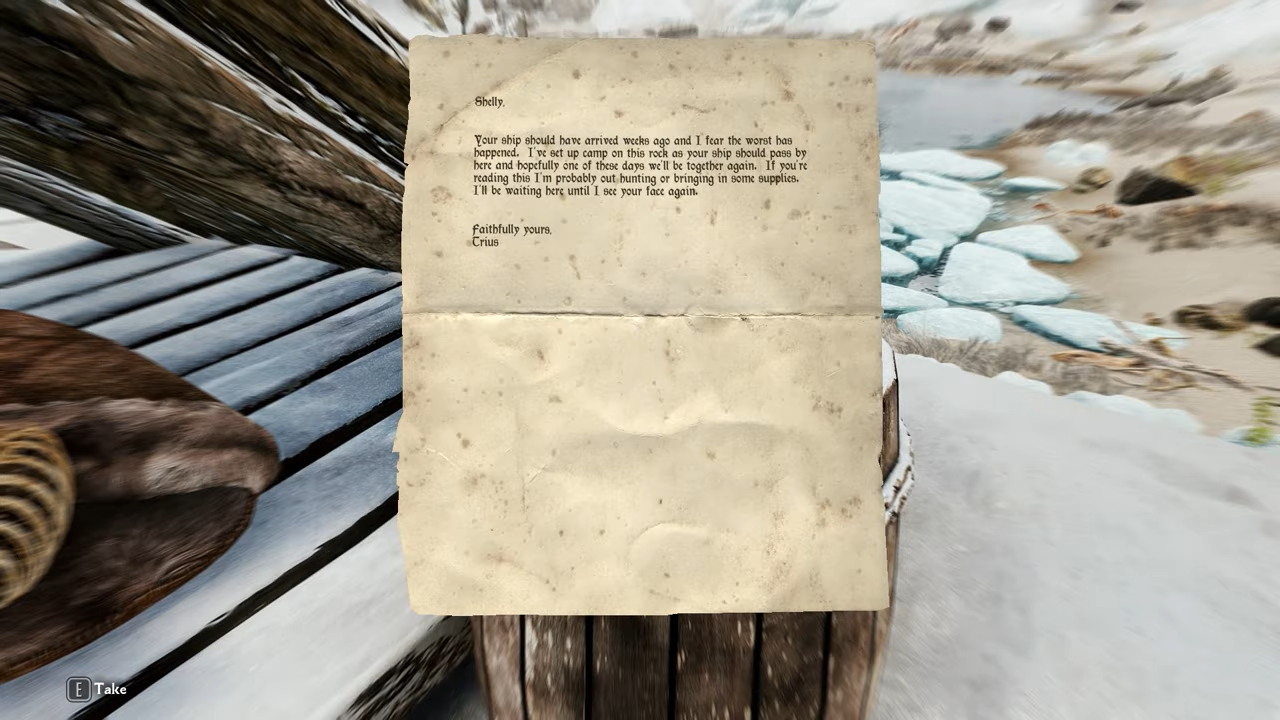 Shelly,
Your ship should have arrived weeks ago and I fear the worst has
happened. I've set up camp on this rock as your ship should pass by
here and hopefully one of these days we'll be together again. If you're
reading this I'm probably out hunting or bringing in some supplies.
I'll be waiting here until I see your face again.
Faithfully yours,
Trius
E Take